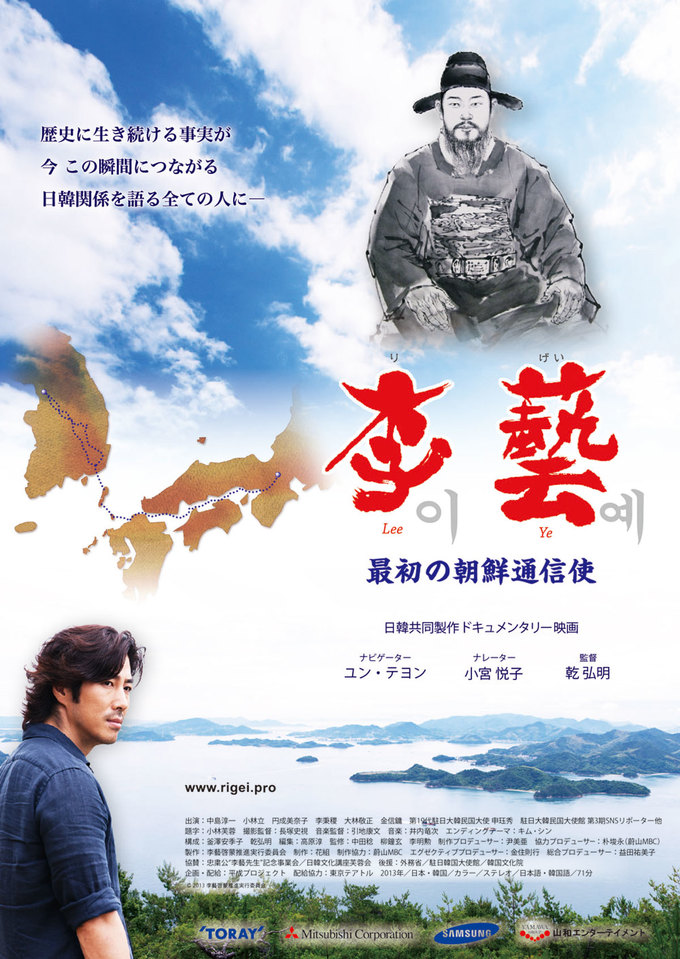 歴史に生き続ける事実が
今 この瞬間につながる
日韓関係を語る全ての人に―
り げい
李 藝
이 예
Lee Ye
最初の朝鮮通信使
日韓共同製作ドキュメンタリー映画
ナビゲーター ナレーター 監督
ユン・テヨン 小宮 悦子 乾 弘明
www.rigei.pro
出演:中島淳一 小林立 円成美奈子 李秉稷 大林敬正 金信鏞 第19代駐日大韓民国大使 申珏秀 駐日大韓民国大使館 第3期SNSリポーター他
題字:小林芙蓉 撮影監督:長塚史視 音楽監督:引地康文 音楽:井内竜次 エンディングテーマ:キム・シン
構成:金澤安季子 乾弘明 編集:高原淳 監修:中田稔 柳鐘玄 企画:李明勲 制作プロデューサー:尹美亜 協力プロデューサー:朴埈永(蔚山MBC)
製作:李藝啓蒙推進実行委員会 制作:花組 制作協力:蔚山MBC エグゼクティブプロデューサー:金住則行 総合プロデューサー:益田祐美子
協賛:忠粛公"李藝先生"記念事業会/日韓文化講座芙蓉会 後援:外務省/駐日韓国大使館/韓国文化院
企画・配給:平成プロジェクト 配給協力:東京テアトル 2013年/日本・韓国/カラー/ステレオ/日本語・韓国語/71分
© 2013 李藝啓蒙推進実行委員会
'TORAY' Mitsubishi Corporation SAMSUNG YAMAWA GROUP 山和エンターテイメント